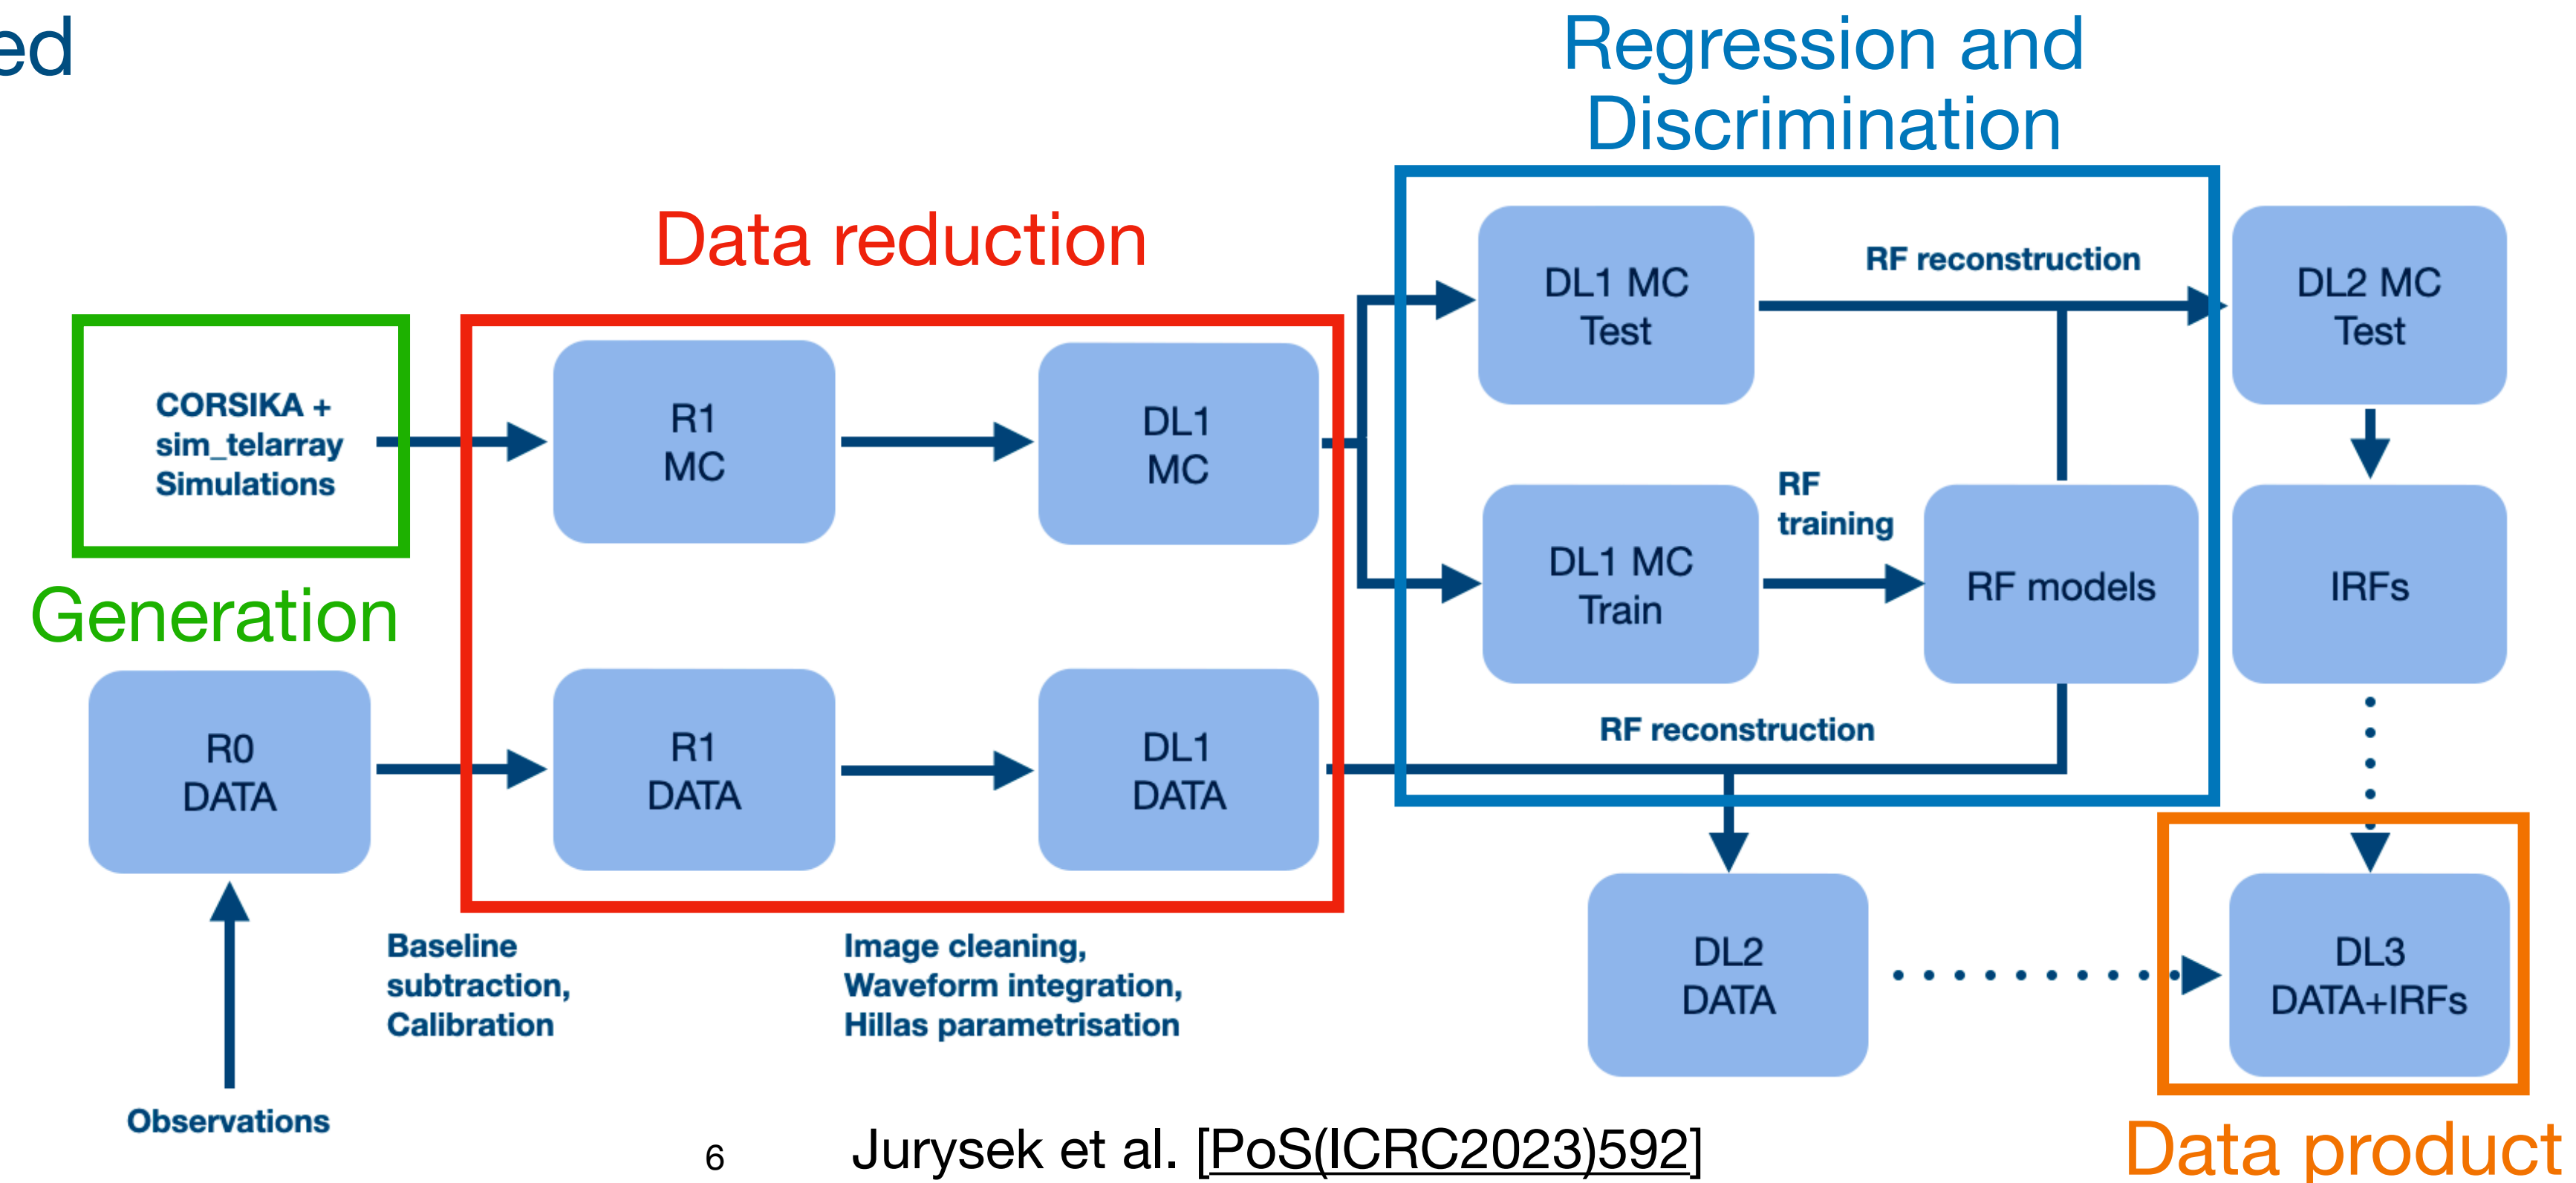 ed
Regression and
Discrimination
Data reduction
RF reconstruction
DL1 MC
Test
DL2 MC
Test
CORSIKA +
sim_telarray
Simulations
R1
MC
DL1
MC
RF
training
DL1 MC
Train
RF models
IRFs
Generation
R0
DATA
R1
DATA
DL1
DATA
RF reconstruction
Baseline
subtraction,
Calibration
Image cleaning,
Waveform integration,
Hillas parametrisation
DL2
DATA
DL3
DATA+IRFs
Observations
6
Jurysek et al. [PoS(ICRC2023)592]
Data product